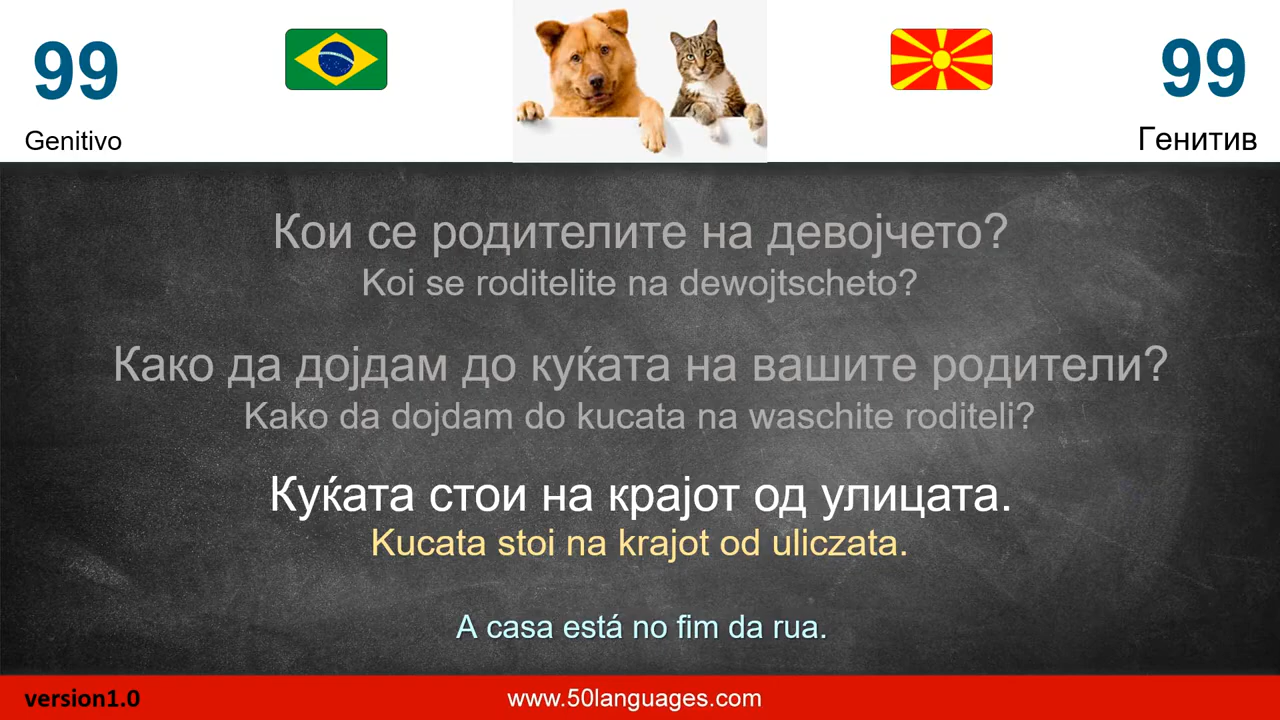 99
99
Genitivo
Генитив
Кои се родителите на девојчето?
Koi se roditelite na dewojtscheto?
Како да дојдам до куќата на вашите родители?
Kako da dojdam do kucata na waschite roditeli?
Куќата стои на крајот од улицата.
Kucata stoi na krajot od uliczata.
A casa está no fim da rua.
version1.0
www.50languages.com